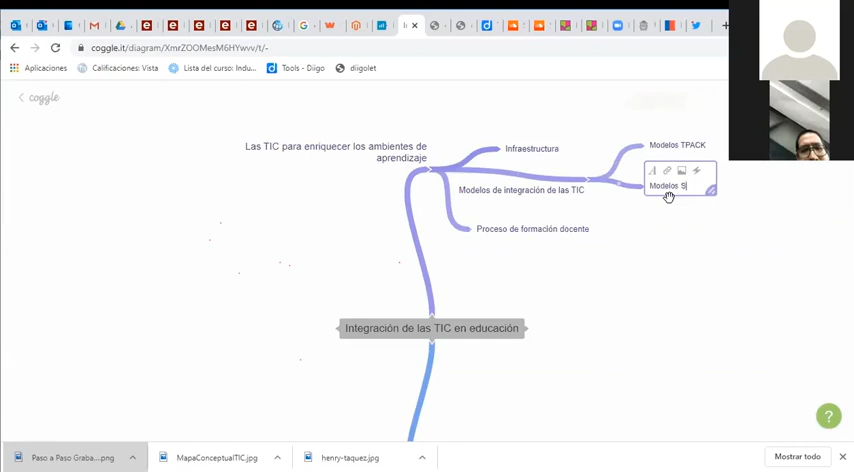 coggle.it/diagram/XmrZOOMesM6HYwvv/t/-
Aplicaciones
Calificaciones: Vista
Lista del curso: Indu...
Tools - Diigo
diigolet
coggle
Las TIC para enriquecer los ambientes de
aprendizaje
Infraestructura
Modelos TPACK
Modelos de integración de las TIC
Modelos S
Proceso de formación docente
Integración de las TIC en educación
?
Paso a Paso Graba....png
MapaConceptualTIC.jpg
henry-taquez.jpg
Mostrar todo